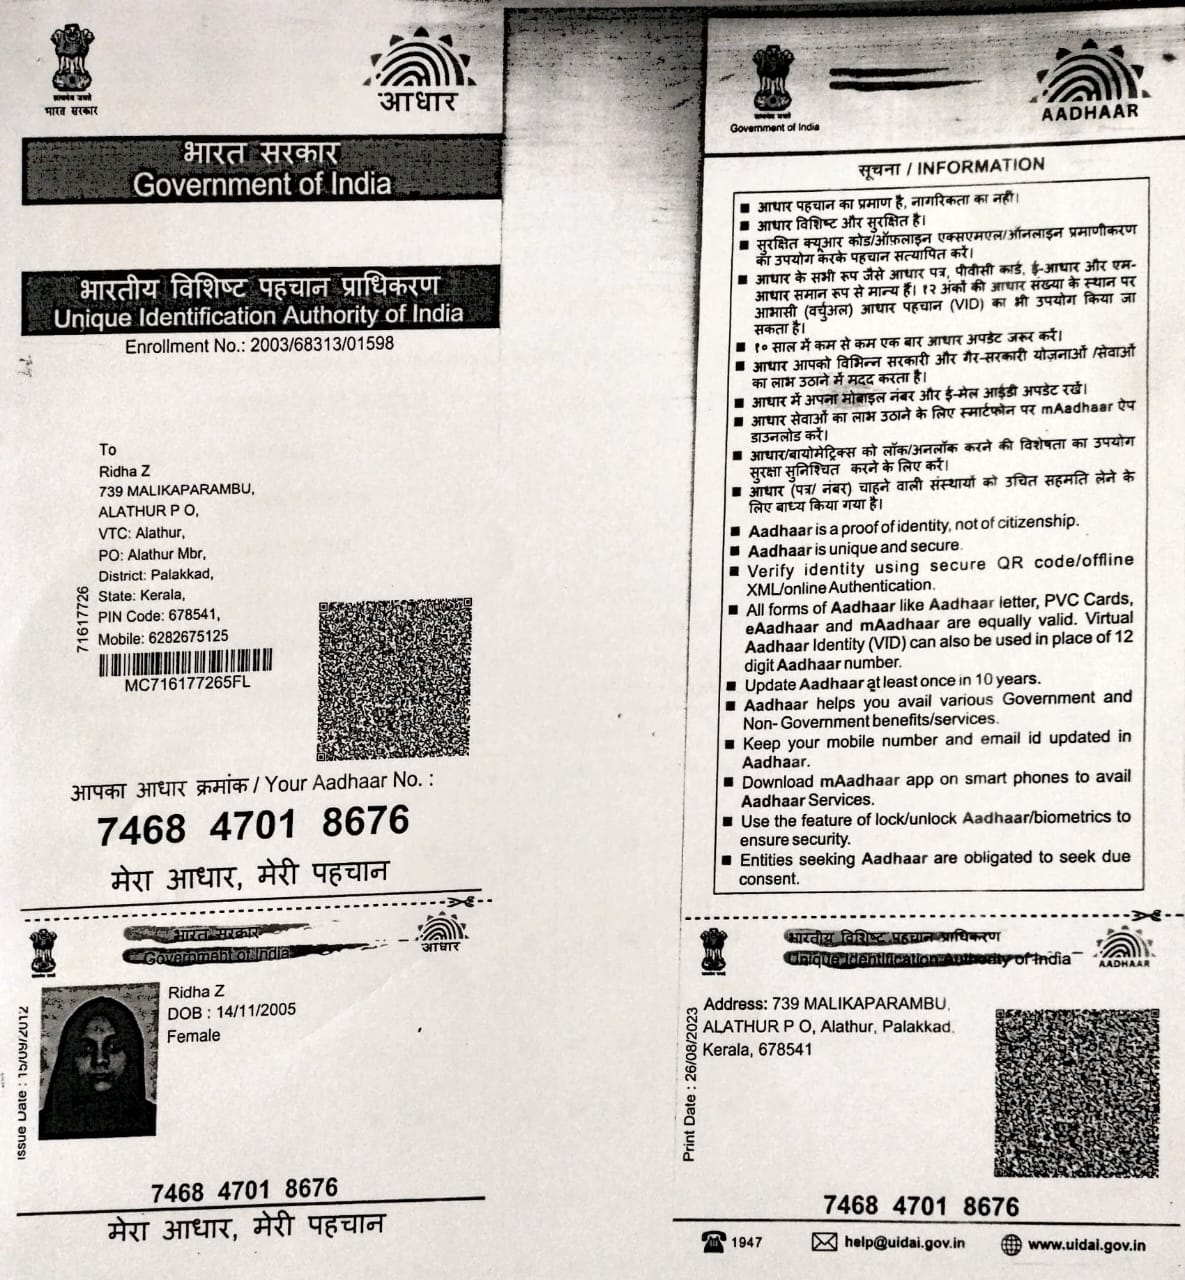 भारत सरकार
आधार
भारत सरकार
Government of India
भारतीय विशिष्ट पहचान प्राधिकरण
Unique Identification Authority of India
Enrollment No.: 2003/68313/01598
To
Ridha Z
739 MALIKAPARAMBU,
ALATHUR P O,
VTC: Alathur,
PO: Alathur Mbr,
District: Palakkad,
State: Kerala,
PIN Code: 678541,
Mobile: 6282675125
71617726
MC716177265FL
आपका आधार क्रमांक / Your Aadhaar No. :
7468 4701 8676
मेरा आधार, मेरी पहचान
भारत सरकार
Government of India
आधार
Issue Date : 15/09/2012
Ridha Z
DOB : 14/11/2005
Female
7468 4701 8676
मेरा आधार, मेरी पहचान
Government of India
AADHAAR
सूचना / INFORMATION
■ आधार पहचान का प्रमाण है, नागरिकता का नहीं।
■ आधार विशिष्ट और सुरक्षित है।
■ सुरक्षित क्यूआर कोड/ऑफ़लाइन एक्सएमएल/ऑनलाइन प्रमाणीकरण
का उपयोग करके पहचान सत्यापित करें।
■ आधार के सभी रूप जैसे आधार पत्र, पीवीसी कार्ड, ई-आधार और एम-
आधार समान रूप से मान्य हैं। १२ अंकों की आधार संख्या के स्थान पर
आभासी (वर्चुअल) आधार पहचान (VID) का भी उपयोग किया जा
सकता है।
■ १० साल में कम से कम एक बार आधार अपडेट जरूर करें।
■ आधार आपको विभिन्न सरकारी और गैर-सरकारी योजनाओं /सेवाओं
का लाभ उठाने में मदद करता है।
■ आधार में अपना मोबाइल नंबर और ई-मेल आईडी अपडेट रखें।
■ आधार सेवाओं का लाभ उठाने के लिए स्मार्टफोन पर mAadhaar ऐप
डाउनलोड करें।
■ आधार/बायोमेट्रिक्स को लॉक/अनलॉक करने की विशेषता का उपयोग
सुरक्षा सुनिश्चित करने के लिए करें।
■ आधार (पत्र/ नंबर) चाहने वाली संस्थायों को उचित सहमति लेने के
लिए बाध्य किया गया है।
■ Aadhaar is a proof of identity, not of citizenship.
■ Aadhaar is unique and secure.
■ Verify identity using secure QR code/offline
XML/online Authentication.
■ All forms of Aadhaar like Aadhaar letter, PVC Cards,
eAadhaar and mAadhaar are equally valid. Virtual
Aadhaar Identity (VID) can also be used in place of 12
digit Aadhaar number.
■ Update Aadhaar at least once in 10 years.
■ Aadhaar helps you avail various Government and
Non- Government benefits/services.
■ Keep your mobile number and email id updated in
Aadhaar.
■ Download mAadhaar app on smart phones to avail
Aadhaar Services.
■ Use the feature of lock/unlock Aadhaar/biometrics to
ensure security.
■ Entities seeking Aadhaar are obligated to seek due
consent.
भारतीय विशिष्ट पहचान प्राधिकरण
Unique Identification Authority of India
AADHAAR
Print Date : 26/08/2023
Address: 739 MALIKAPARAMBU,
ALATHUR P O, Alathur, Palakkad,
Kerala, 678541
7468 4701 8676
1947
help@uidai.gov.in
www.uidai.gov.in